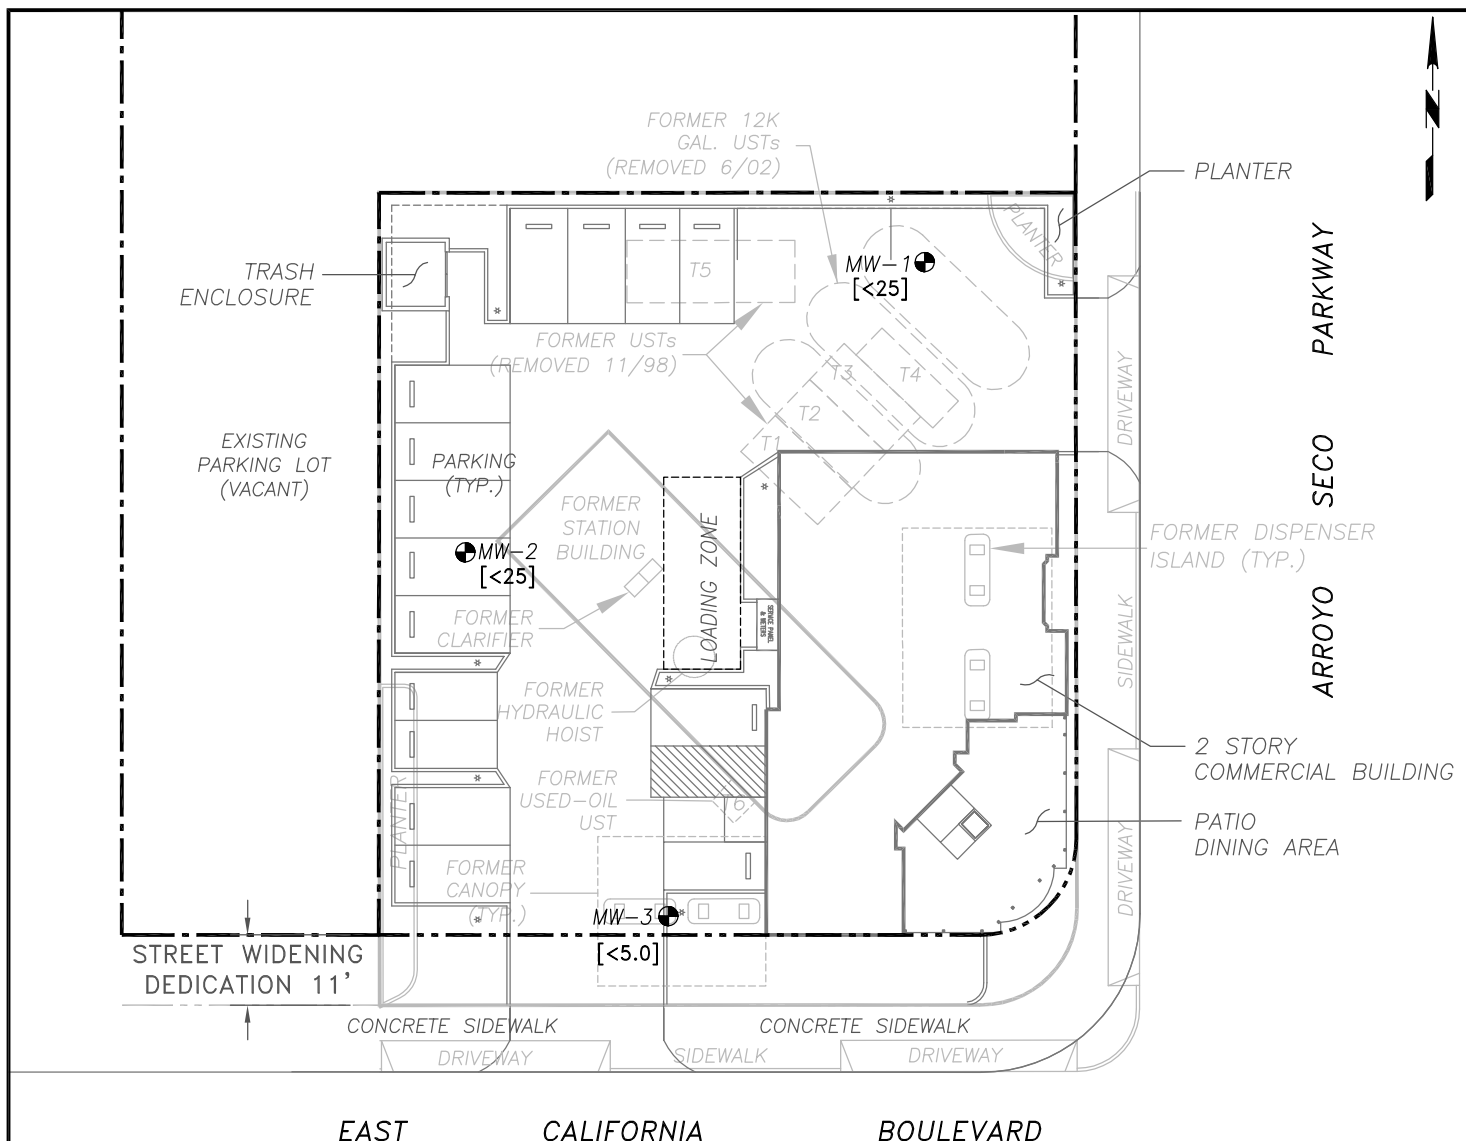 FORMER 12K
GAL. USTs
(REMOVED 6/02)
N
PLANTER
PLANTER
TRASH
ENCLOSURE
T5
MW-1
[<25]
FORMER USTs
(REMOVED 11/98)
T3
T4
T2
T1
EXISTING
PARKING LOT
(VACANT)
PARKING
(TYP.)
MW-2
[<25]
FORMER
STATION
BUILDING
FORMER
CLARIFIER
LOADING ZONE
SERVICE PANEL
& METERS
FORMER
HYDRAULIC
HOIST
FORMER
USED-OIL
UST
T6
FORMER DISPENSER
ISLAND (TYP.)
2 STORY
COMMERCIAL BUILDING
PATIO
DINING AREA
PLANTER
FORMER
CANOPY
(TYP.)
MW-3
[<5.0]
DRIVEWAY
SIDEWALK
DRIVEWAY
ARROYO SECO PARKWAY
STREET WIDENING
DEDICATION 11'
CONCRETE SIDEWALK
CONCRETE SIDEWALK
DRIVEWAY
SIDEWALK
DRIVEWAY
EAST CALIFORNIA BOULEVARD